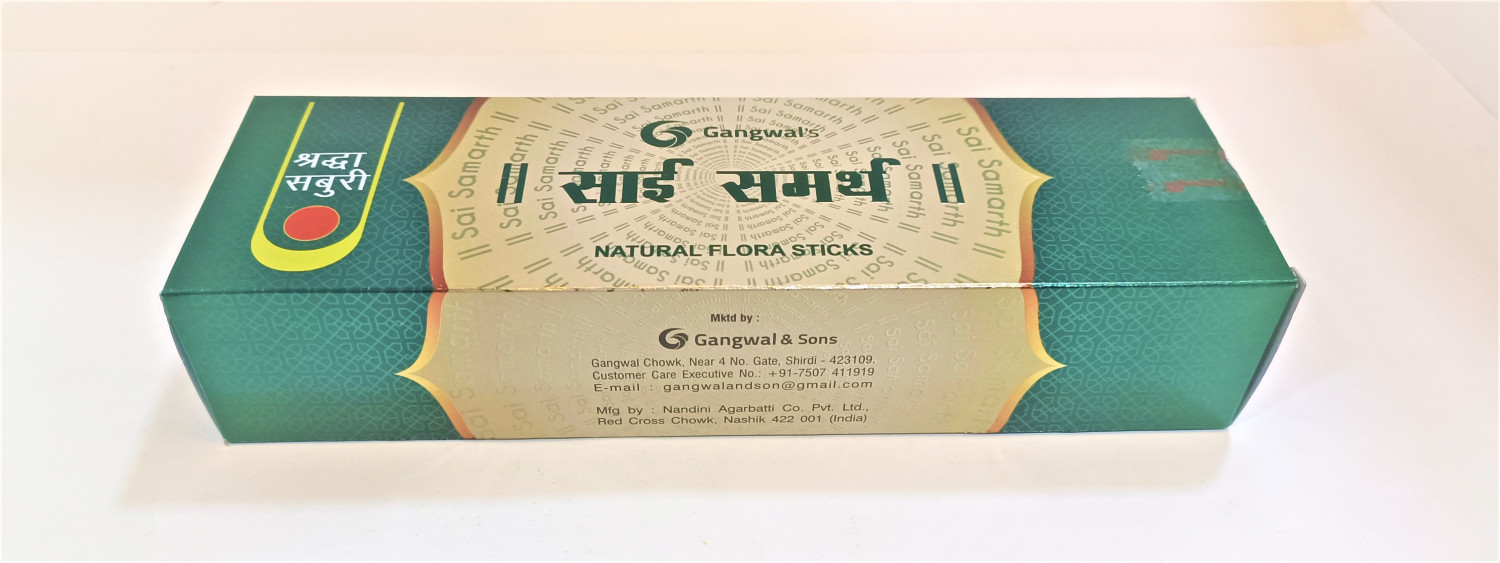 श्रद्धा
सबुरी
Gangwal's
|| साई समर्थ ||
NATURAL FLORA STICKS
|| Sai Samarth ||
Mktd by :
Gangwal & Sons
Gangwal Chowk, Near 4 No. Gate, Shirdi - 423109.
Customer Care Executive No.: +91-7507 411919
E-mail : gangwalandson@gmail.com
Mfg by : Nandini Agarbatti Co. Pvt. Ltd.,
Red Cross Chowk, Nashik 422 001 (India)